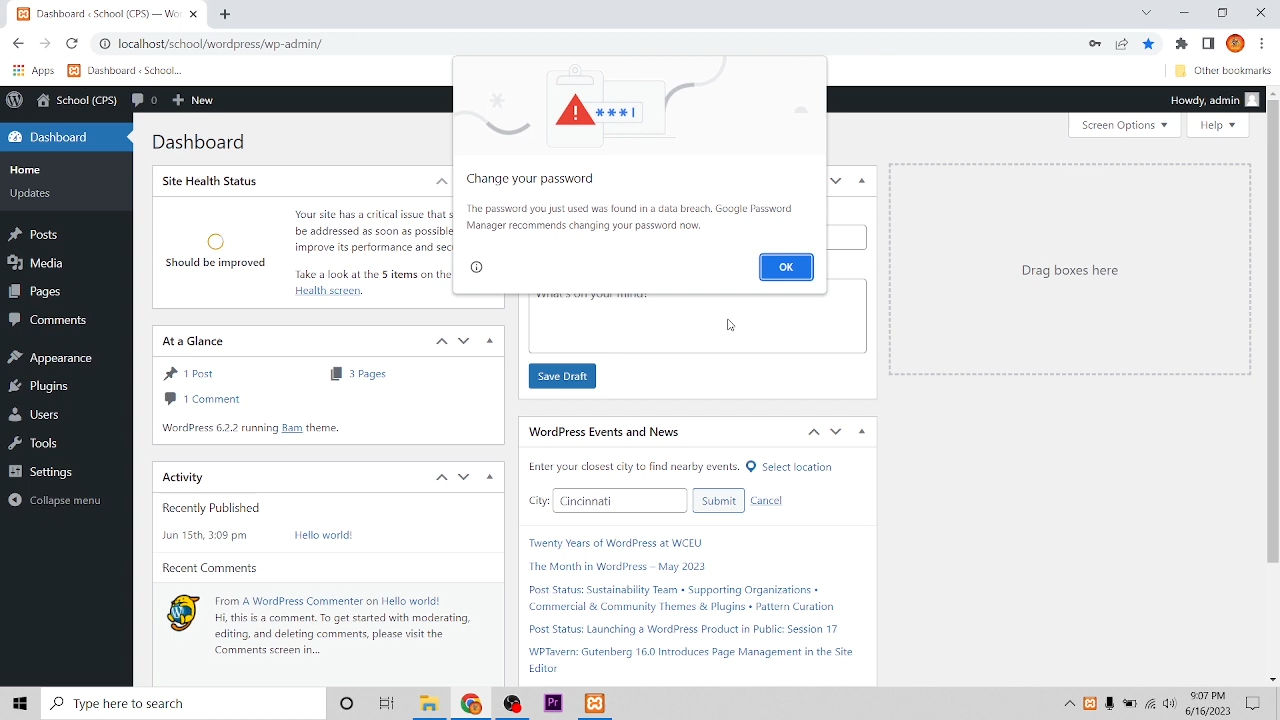 Dashboard ‹ School (CPS) — Wor
localhost/school/wordpress/wp-admin/
Apps
Dashboard ‹ School...
Other bookmarks
School (CPS)
0
New
Howdy, admin
Dashboard
Home
Updates
Posts
Media
Pages
Comments
Appearance
Plugins
Users
Tools
Settings
Collapse menu
Dashboard
Screen Options
Help
Site Health Status
Should be improved
Your site has a critical issue that s
be addressed as soon as possible
improve its performance and sec
Take a look at the 5 items on the
Health screen.
At a Glance
1 Post
3 Pages
1 Comment
WordPress 6.2.2 running Bam theme.
Activity
Recently Published
Jun 15th, 3:09 pm
Hello world!
Recent Comments
From A WordPress Commenter on Hello world!
Hi, this is a comment. To get started with moderating,
editing, and deleting comments, please visit the
Comments screen in...
***
Change your password
The password you just used was found in a data breach. Google Password
Manager recommends changing your password now.
OK
What's on your mind?
Save Draft
WordPress Events and News
Enter your closest city to find nearby events.
Select location
City:
Cincinnati
Submit
Cancel
Twenty Years of WordPress at WCEU
The Month in WordPress – May 2023
Post Status: Sustainability Team • Supporting Organizations •
Commercial & Community Themes & Plugins • Pattern Curation
Post Status: Launching a WordPress Product in Public: Session 17
WPTavern: Gutenberg 16.0 Introduces Page Management in the Site
Editor
Drag boxes here
Type here to search
Pr
9:07 PM
6/16/2023